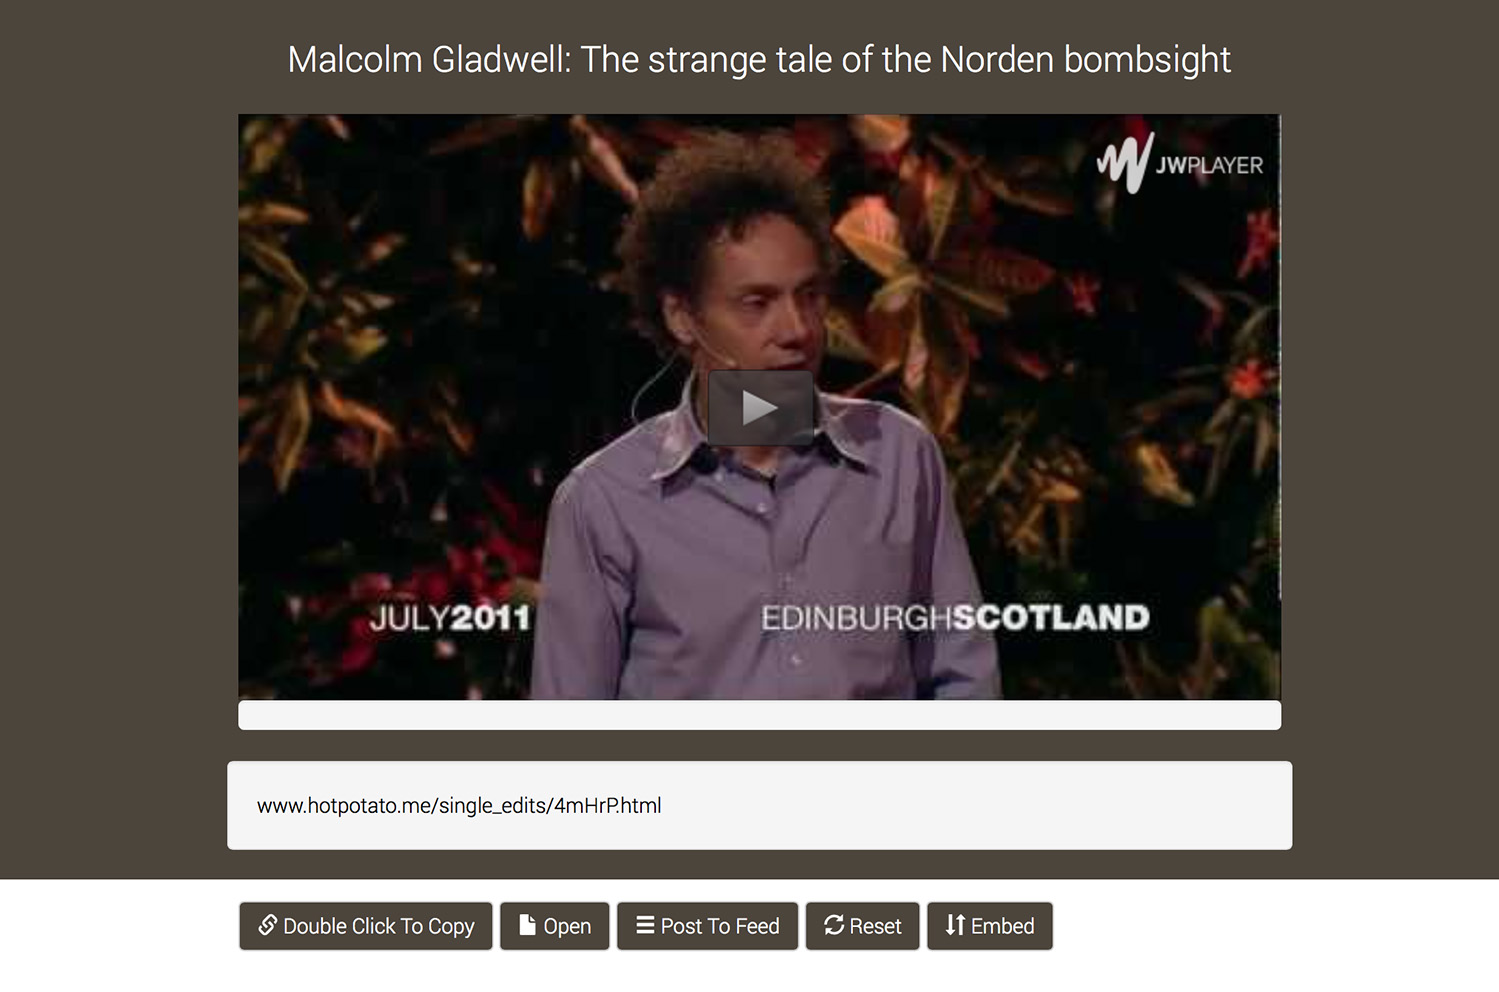 Malcolm Gladwell: The strange tale of the Norden bombsight
JWPLAYER
JULY2011 EDINBURGHSCOTLAND
www.hotpotato.me/single_edits/4mHrP.html
Double Click To Copy Open Post To Feed Reset Embed